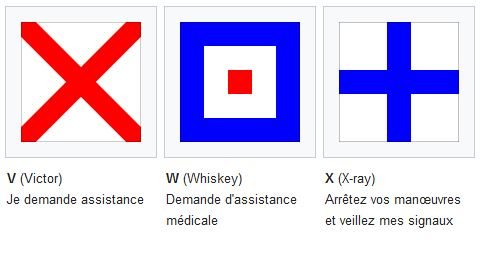 V (Victor)
Je demande assistance
W (Whiskey)
Demande d'assistance
médicale
X (X-ray)
Arrêtez vos manœuvres
et veillez mes signaux